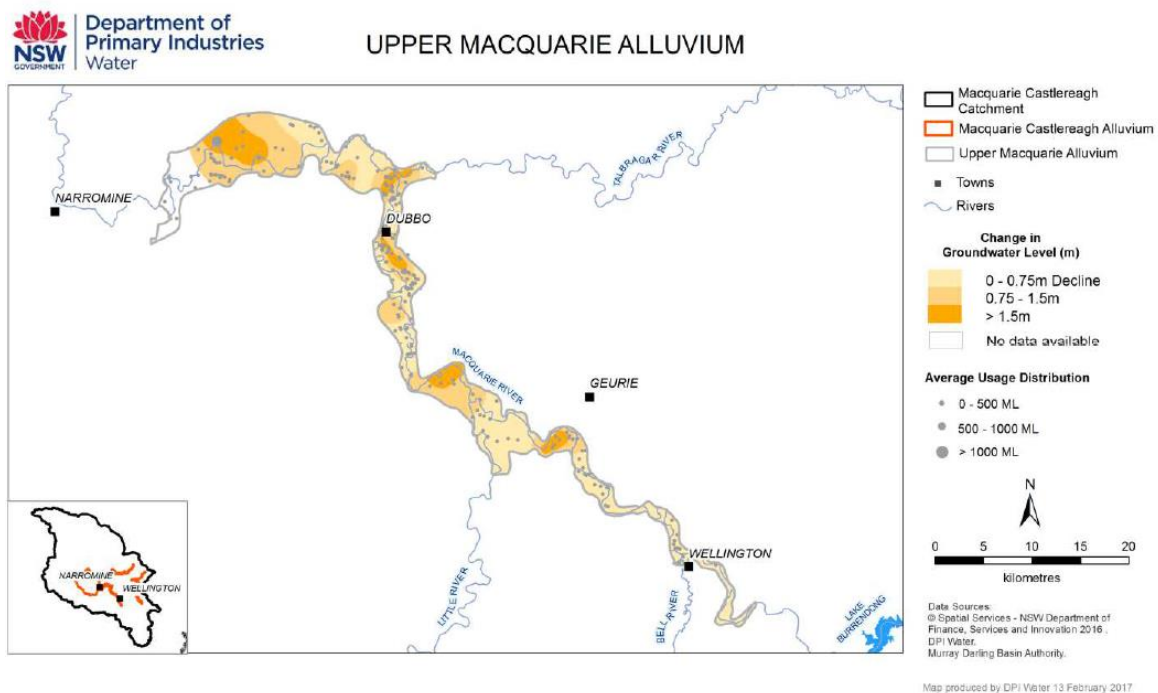 NSW
GOVERNMENT
Department of
Primary Industries
Water
UPPER MACQUARIE ALLUVIUM
NARROMINE
DUBBO
TALBRAGAR RIVER
MACQUARIE RIVER
GEURIE
WELLINGTON
LITTLE RIVER
BELL RIVER
LAKE
BURRENDONG
NARROMINE
WELLINGTON
Macquarie Castlereagh
Catchment
Macquarie Castlereagh Alluvium
Upper Macquarie Alluvium
Towns
Rivers
Change in
Groundwater Level (m)
0 - 0.75m Decline
0.75 - 1.5m
> 1.5m
No data available
Average Usage Distribution
0 - 500 ML
500 - 1000 ML
> 1000 ML
N
0 5 10 15 20
kilometres
Data Sources:
© Spatial Services - NSW Department of
Finance, Services and Innovation 2016 .
DPI Water.
Murray Darling Basin Authority.
Map produced by DPI Water 13 February 2017